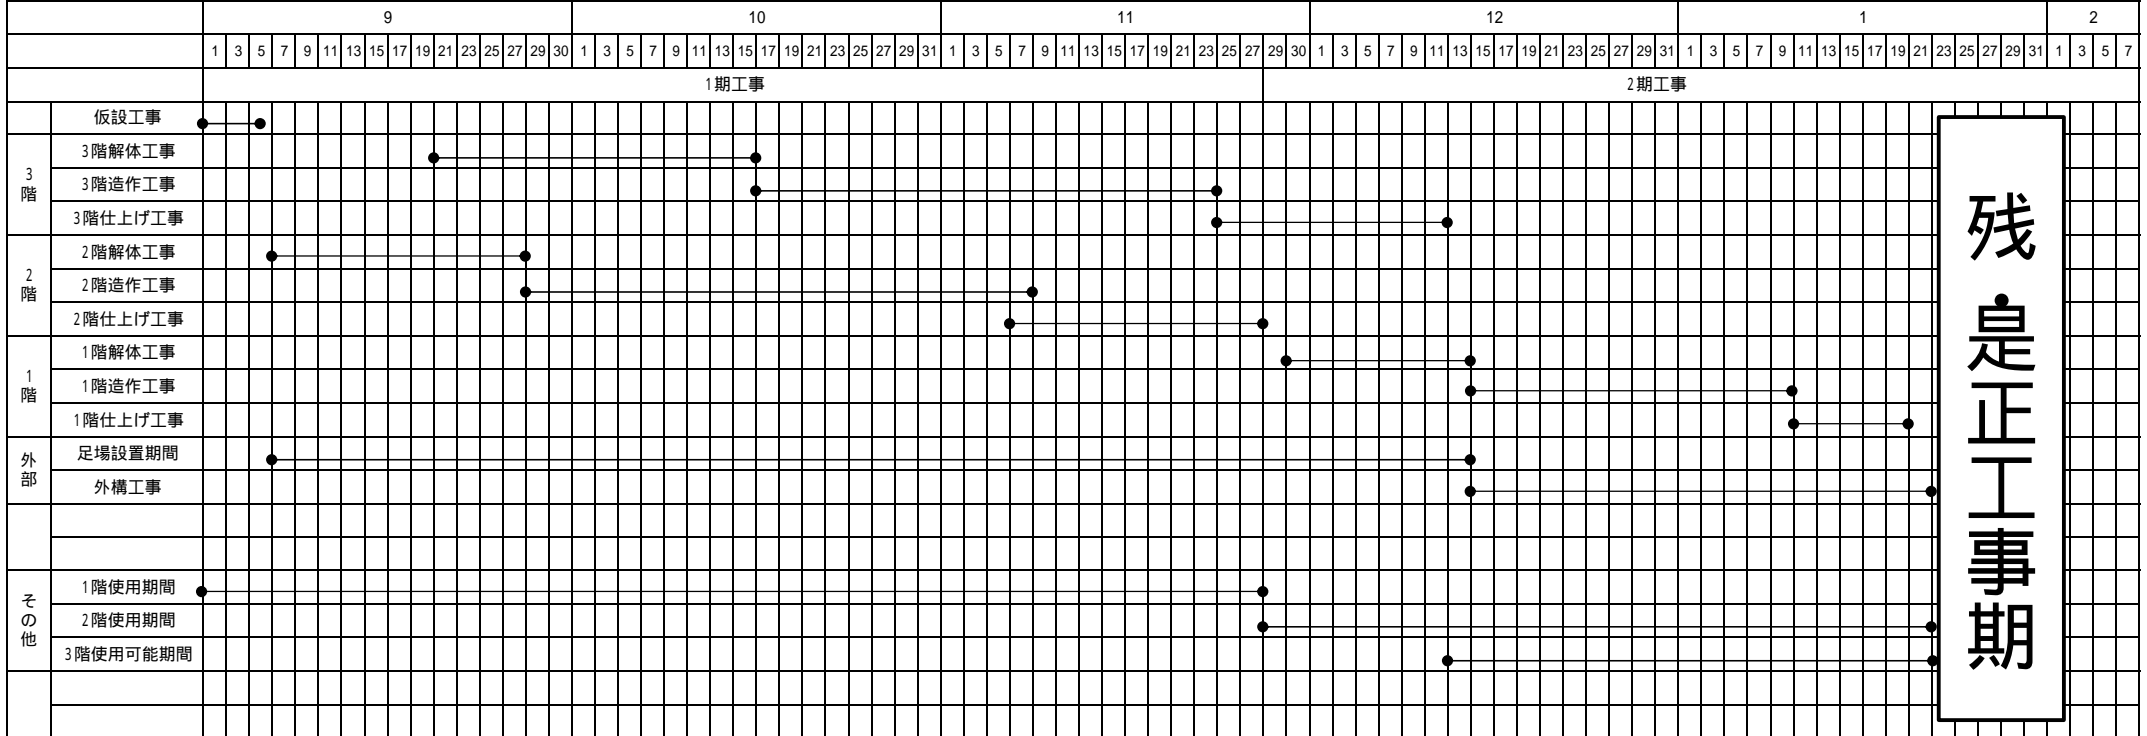 9 10 11 12 1 2
1 3 5 7 9 11 13 15 17 19 21 23 25 27 29 30 1 3 5 7 9 11 13 15 17 19 21 23 25 27 29 31 1 3 5 7 9 11 13 15 17 19 21 23 25 27 29 30 1 3 5 7 9 11 13 15 17 19 21 23 25 27 29 31 1 3 5 7 9 11 13 15 17 19 21 23 25 27 29 31 1 3 5 7
1期工事 2期工事
仮設工事
3階
3階解体工事
3階造作工事
3階仕上げ工事
2階
2階解体工事
2階造作工事
2階仕上げ工事
1階
1階解体工事
1階造作工事
1階仕上げ工事
外部
足場設置期間
外構工事
その他
1階使用期間
2階使用期間
3階使用可能期間
残・是正工事期